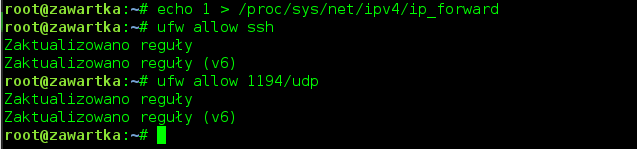 root@zawartka:~# echo 1 > /proc/sys/net/ipv4/ip_forward
root@zawartka:~# ufw allow ssh
Zaktualizowano reguły
Zaktualizowano reguły (v6)
root@zawartka:~# ufw allow 1194/udp
Zaktualizowano reguły
Zaktualizowano reguły (v6)
root@zawartka:~#